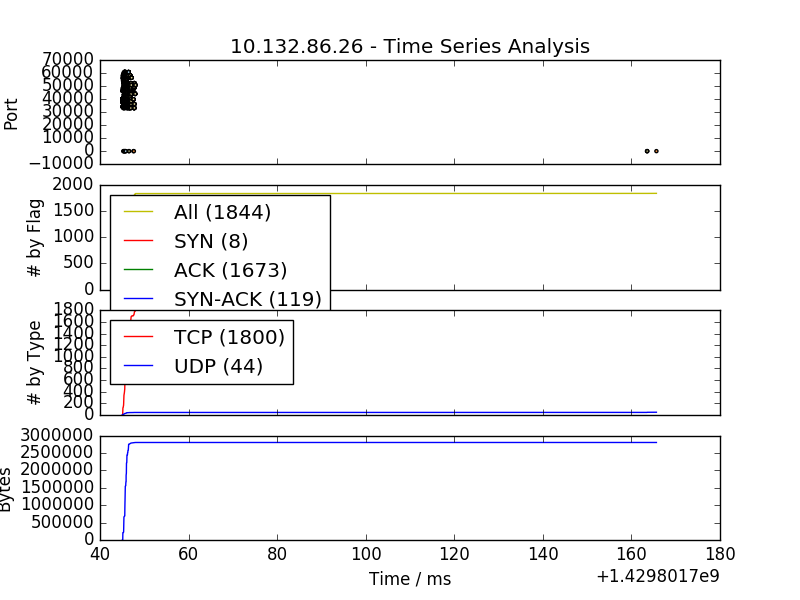 10.132.86.26 - Time Series Analysis
Port
70000
60000
50000
40000
30000
20000
10000
0
−10000
# by Flag
2000
1500
1000
500
0
All (1844)
SYN (8)
ACK (1673)
SYN-ACK (119)
# by Type
1800
1600
1400
1200
1000
800
600
400
200
0
TCP (1800)
UDP (44)
Bytes
3000000
2500000
2000000
1500000
1000000
500000
0
40 60 80 100 120 140 160 180
Time / ms
+1.4298017e9